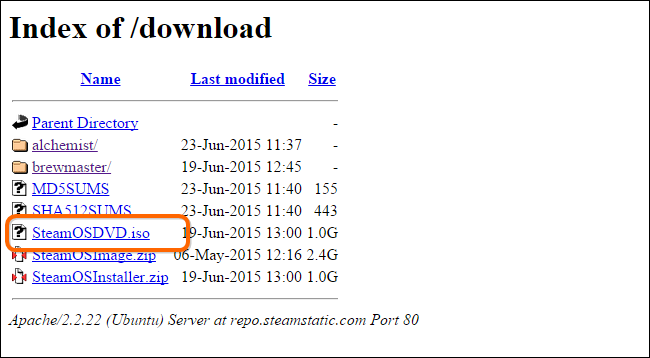 Index of /download
Name Last modified Size
Parent Directory -
alchemist/ 23-Jun-2015 11:37 -
brewmaster/ 19-Jun-2015 12:45 -
MD5SUMS 23-Jun-2015 11:40 155
SHA512SUMS 23-Jun-2015 11:40 443
SteamOSDVD.iso 19-Jun-2015 13:00 1.0G
SteamOSImage.zip 06-May-2015 12:16 2.4G
SteamOSInstaller.zip 19-Jun-2015 13:00 1.0G
Apache/2.2.22 (Ubuntu) Server at repo.steamstatic.com Port 80